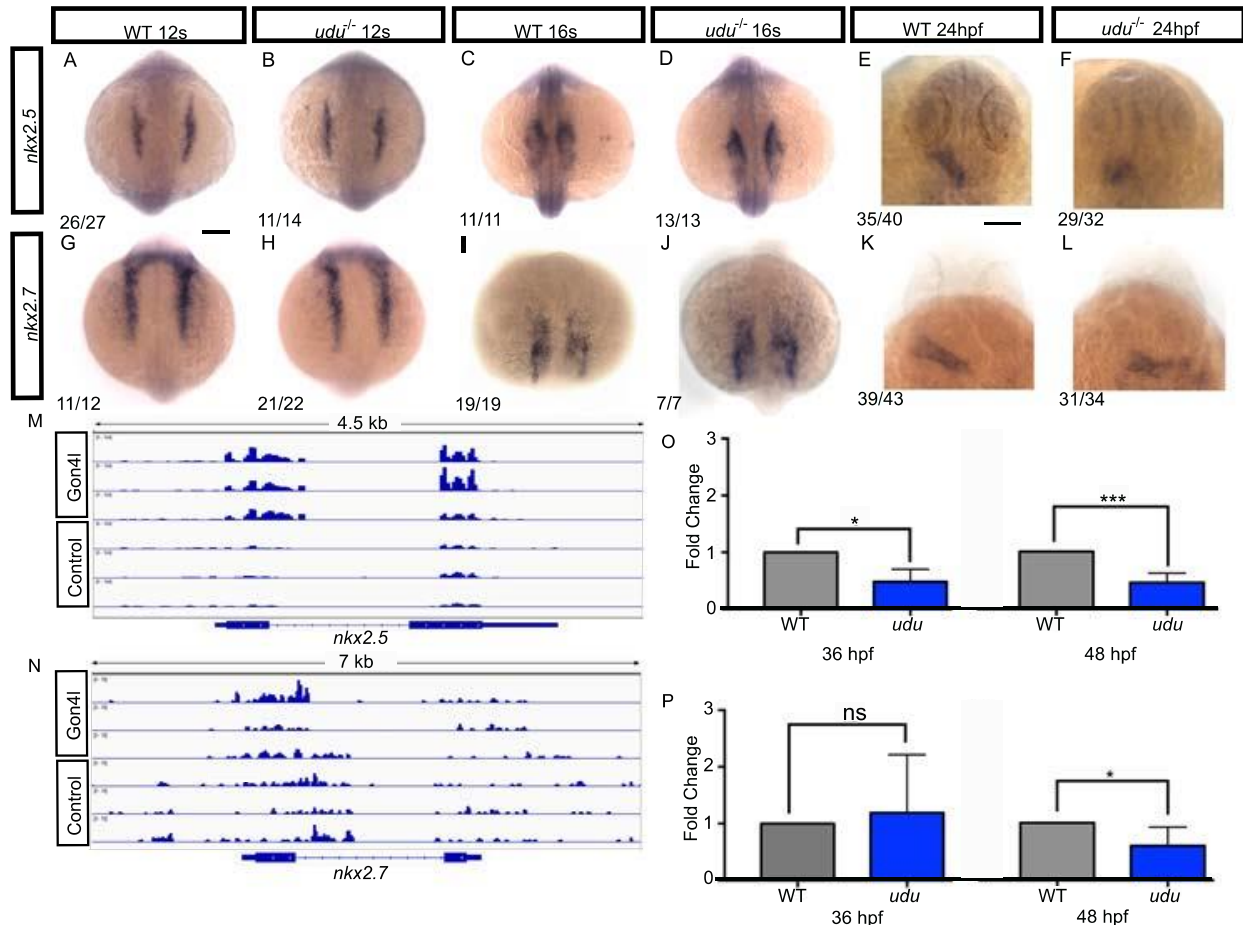 WT 12s
udu-/- 12s
WT 16s
udu-/- 16s
WT 24hpf
udu-/- 24hpf
nkx2.5
A
B
C
D
E
F
26/27
11/14
11/11
13/13
35/40
29/32
nkx2.7
G
H
I
J
K
L
11/12
21/22
19/19
7/7
39/43
31/34
M
4.5 kb
Gon4l
Control
nkx2.5
N
7 kb
Gon4l
Control
nkx2.7
O
Fold Change
3
2
1
0
*
***
WT
udu
WT
udu
36 hpf
48 hpf
P
Fold Change
3
2
1
0
ns
*
WT
udu
WT
udu
36 hpf
48 hpf